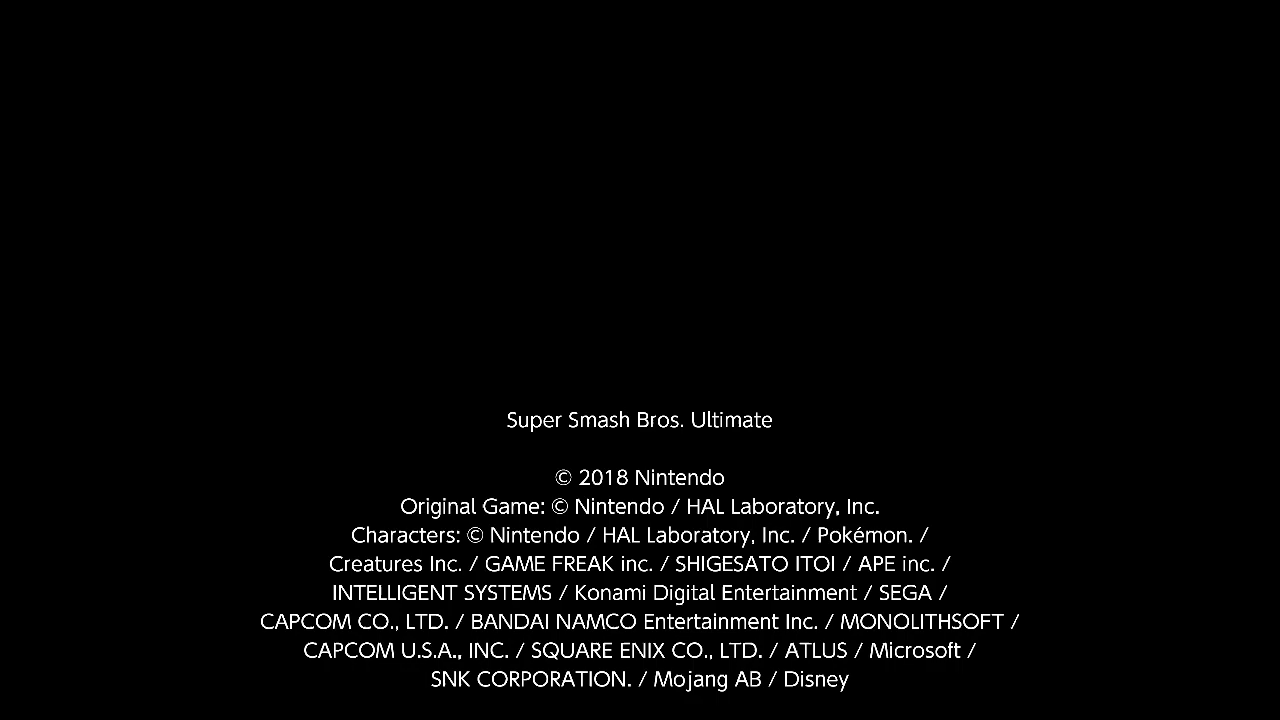 Super Smash Bros. Ultimate
© 2018 Nintendo
Original Game: © Nintendo / HAL Laboratory, Inc.
Characters: © Nintendo / HAL Laboratory, Inc. / Pokémon. /
Creatures Inc. / GAME FREAK inc. / SHIGESATO ITOI / APE inc. /
INTELLIGENT SYSTEMS / Konami Digital Entertainment / SEGA /
CAPCOM CO., LTD. / BANDAI NAMCO Entertainment Inc. / MONOLITHSOFT /
CAPCOM U.S.A., INC. / SQUARE ENIX CO., LTD. / ATLUS / Microsoft /
SNK CORPORATION. / Mojang AB / Disney